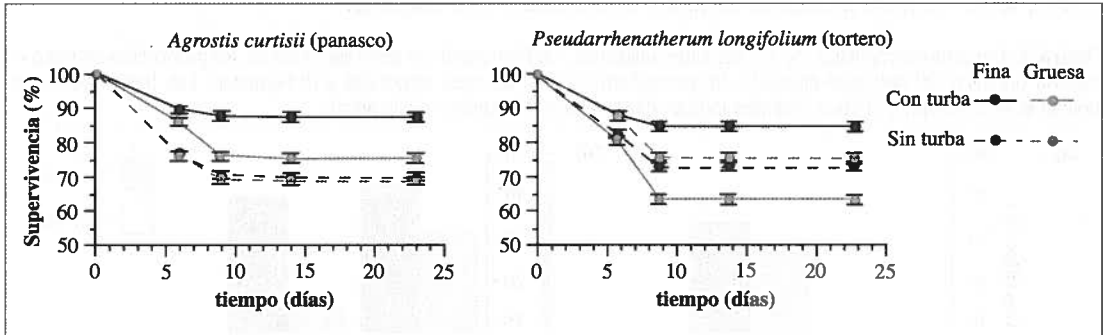 Agrostis curtisii (panasco)
Pseudarrhenatherum longifolium (tortero)
Fina Gruesa
Con turba
Sin turba
Supervivencia (%)
100
90
80
70
60
50
0 5 10 15 20 25
tiempo (días)
100
90
80
70
60
50
0 5 10 15 20 25
tiempo (días)